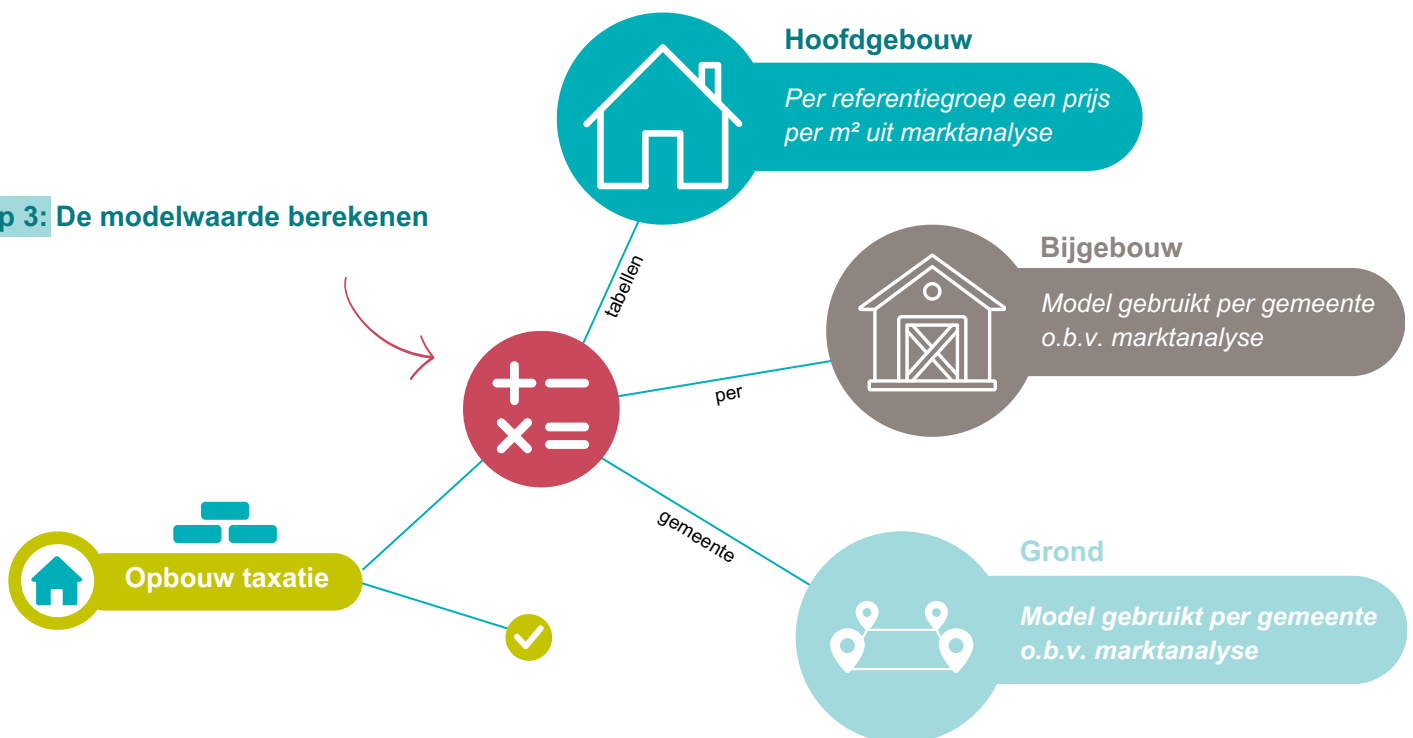 Hoofdgebouw
Per referentiegroep een prijs
per m² uit marktanalyse
p 3: De modelwaarde berekenen
tabellen
Bijgebouw
Model gebruikt per gemeente
o.b.v. marktanalyse
per
gemeente
Grond
Model gebruikt per gemeente
o.b.v. marktanalyse
Opbouw taxatie